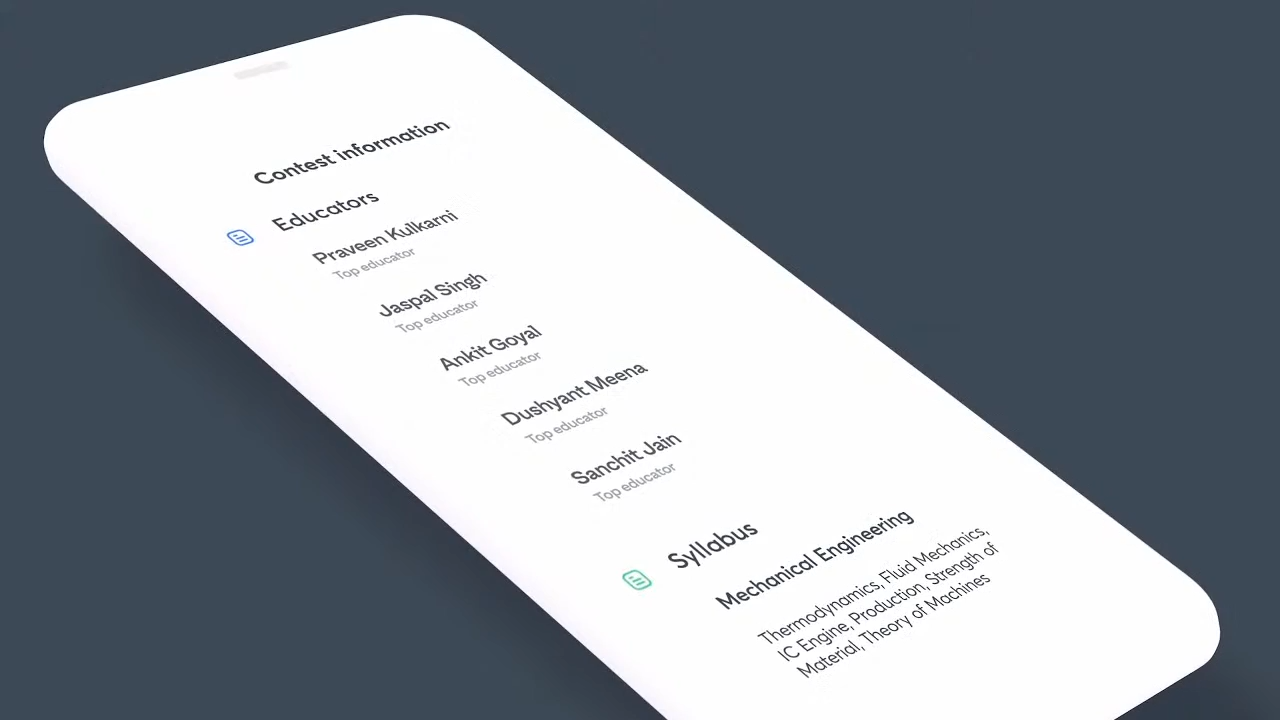 Contest information
Educators
Praveen Kulkarni
Top educator
Jaspal Singh
Top educator
Ankit Goyal
Top educator
Dushyant Meena
Top educator
Sanchit Jain
Top educator
Syllabus
Mechanical Engineering
Thermodynamics, Fluid Mechanics,
IC Engine, Production, Strength of
Material, Theory of Machines